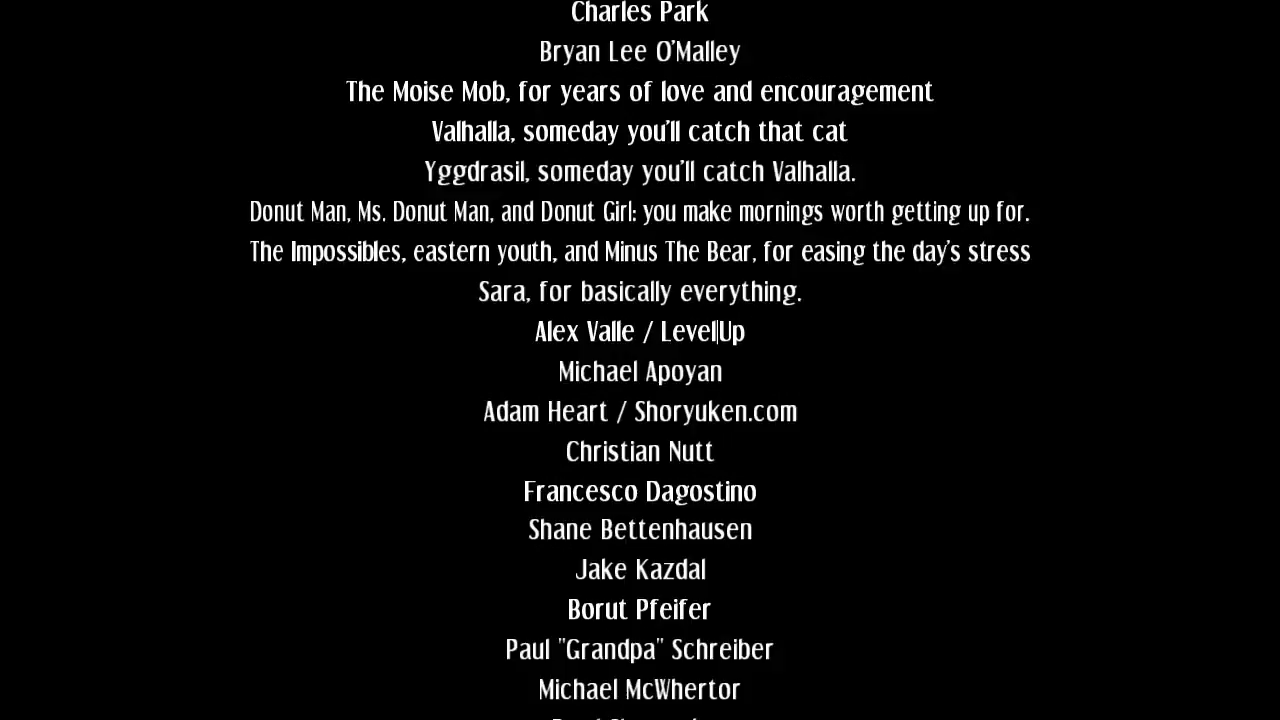 Charles Park
Bryan Lee O'Malley
The Moise Mob, for years of love and encouragement
Valhalla, someday you'll catch that cat
Yggdrasil, someday you'll catch Valhalla.
Donut Man, Ms. Donut Man, and Donut Girl: you make mornings worth getting up for.
The Impossibles, eastern youth, and Minus The Bear, for easing the day's stress
Sara, for basically everything.
Alex Valle / Level|Up
Michael Apoyan
Adam Heart / Shoryuken.com
Christian Nutt
Francesco Dagostino
Shane Bettenhausen
Jake Kazdal
Borut Pfeifer
Paul "Grandpa" Schreiber
Michael McWhertor